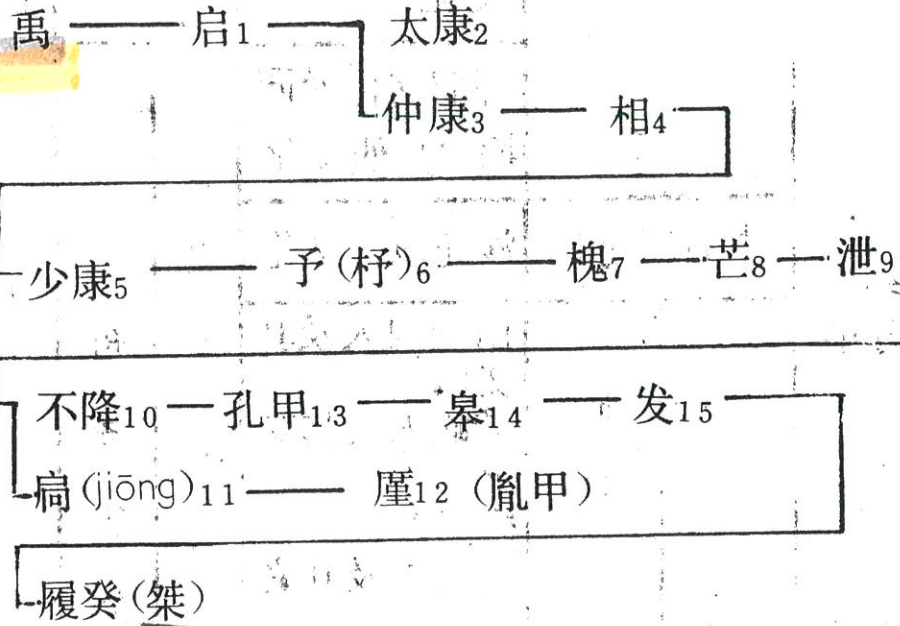 禹 启1 太康2
仲康3 相4
少康5 予(杼)6 槐7 芒8 泄9
不降10 孔甲13 皋14 发15
扃(jiōng)11 廑12(胤甲)
履癸(桀)